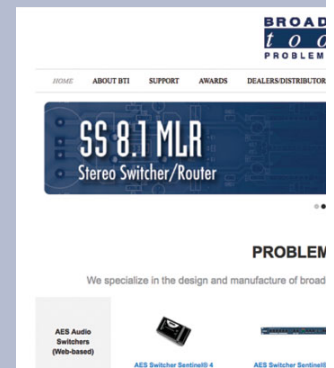 BROAD
t o o
PROBLEM
HOME ABOUT BTI SUPPORT AWARDS DEALERS/DISTRIBUTOR
SS 8.1 MLR
Stereo Switcher/Router
PROBLEM
We specialize in the design and manufacture of broad
AES Audio
Switchers
(Web-based)
AES Switcher Sentinel® 4 AES Switcher Sentinel®